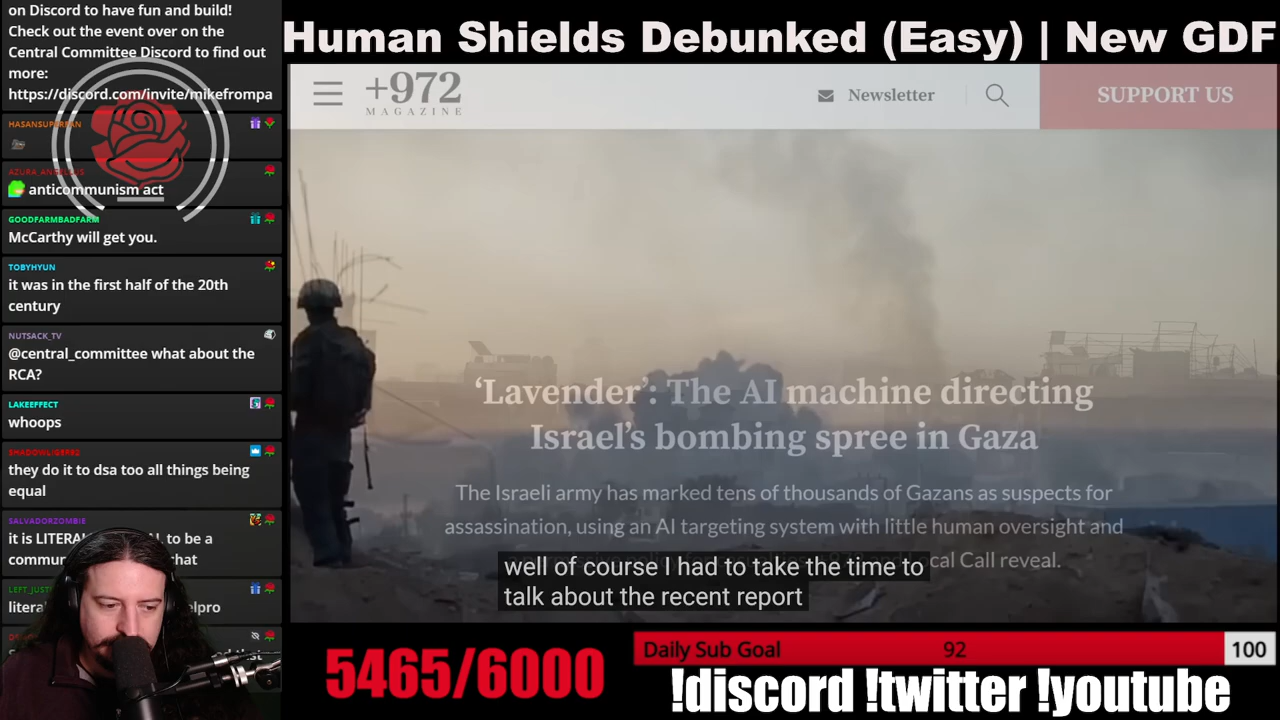 on Discord to have fun and build!
Check out the event over on the
Central Committee Discord to find out
more:
https://discord.com/invite/mikefrompa
HASANSUPERFAN
AZURA_
anticommunism act
GOODFARMBADFARM
McCarthy will get you.
TOBYHYUN
it was in the first half of the 20th
century
NUTSACK_TV
@central_committee what about the
RCA?
LAKEEFFECT
whoops
SHADOWLIGER92
they do it to dsa too all things being
equal
SALVADORZOMBIE
it is to be a
Human Shields Debunked (Easy) | New GDF
+972
MAGAZINE
Newsletter
SUPPORT US
‘Lavender’: The AI machine directing
Israel’s bombing spree in Gaza
The Israeli army has marked tens of thousands of Gazans as suspects for
assassination, using an AI targeting system with little human oversight and
Call reveal.
well of course I had to take the time to
talk about the recent report
5465/6000
Daily Sub Goal 92 100
!discord !twitter !youtube